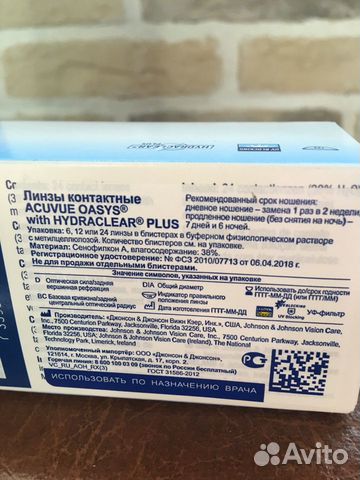 HYDRACLEAR
UV BLOCKING
Линзы контактные
ACUVUE OASYS®
with HYDRACLEAR® PLUS
Рекомендованный срок ношения:
дневное ношение – замена 1 раз в 2 недели
продленное ношение (без снятия на ночь) –
7 дней и 6 ночей.
Упаковка: 6, 12 или 24 линзы в блистерах в буферном физиологическом растворе
с метилцеллюлозой. Количество блистеров см. на упаковке.
Материал: Сенофилкон А, влагосодержание: 38%.
Регистрационное удостоверение: № ФСЗ 2010/07713 от 06.04.2018 г.
Не для продажи отдельными блистерами.
Значение символов, указанных на упаковке
D Оптическая сила/задняя вершинная рефракция
DIA Диаметр
Использовать до/срок годности ГГГГ-ММ-ДД (или ГГГГ/ММ)
BC Базовая кривизна/задний центральный оптический радиус
Индикатор правильного положения линзы
ГГГГ-ММ-ДД
UV Blocking
УФ-фильтр
Производитель: «Джонсон & Джонсон Вижн Кэр, Инк.», США, Johnson & Johnson Vision Care,
Inc., 7500 Centurion Parkway, Jacksonville, Florida 32256, USA.
Место производства: Johnson & Johnson Vision Care, Inc., 7500 Centurion Parkway, Jacksonville,
Florida 32256, USA; Johnson & Johnson Vision Care (Ireland), The National
Technology Park, Limerick, Ireland
Уполномоченный импортер: ООО «Джонсон & Джонсон»,
121614, г. Москва, ул. Крылатская, д. 17, корп. 2.
Горячая линия: 8 800 100 03 09 (звонок по России бесплатный)
VC_RU_AOH_RX(3) ГОСТ 31586-2012
ИСПОЛЬЗОВАТЬ ПО НАЗНАЧЕНИЮ ВРАЧА
Avito